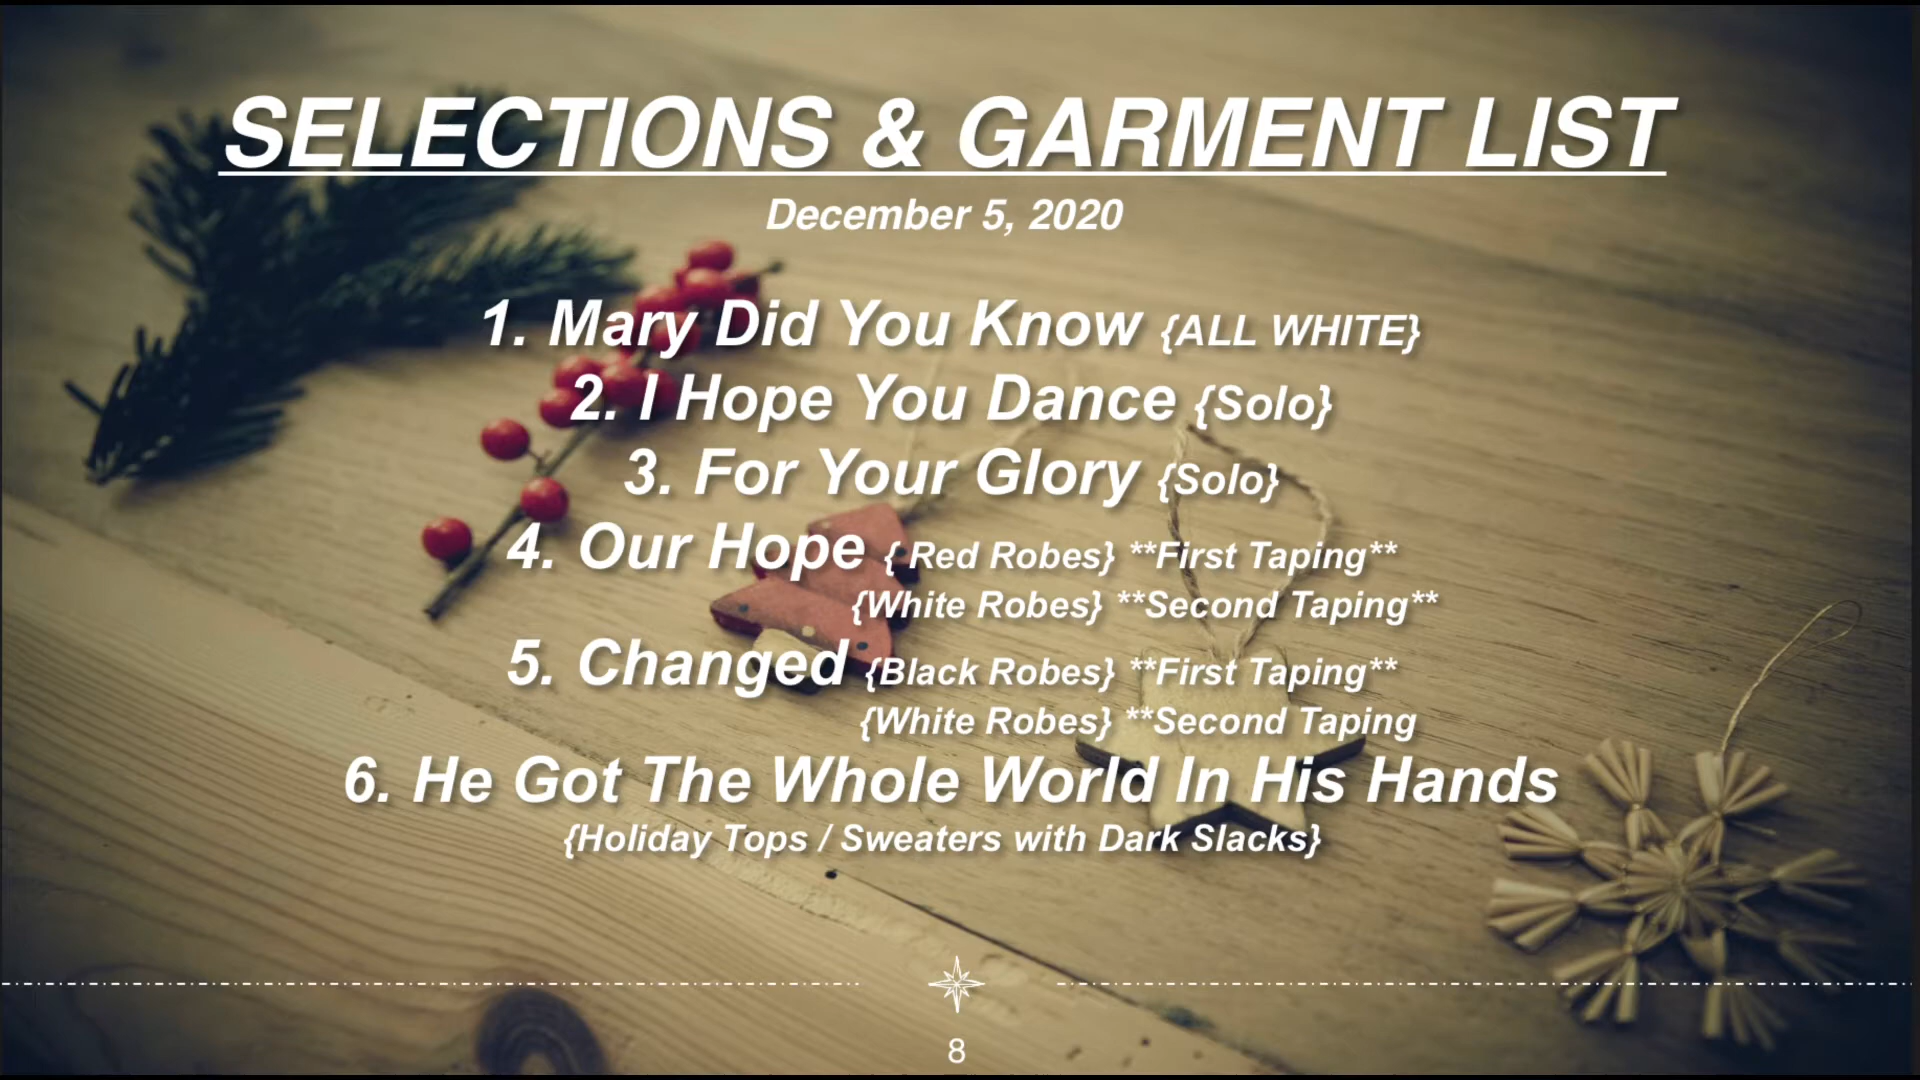 SELECTIONS & GARMENT LIST
December 5, 2020
1. Mary Did You Know {ALL WHITE}
2. I Hope You Dance {Solo}
3. For Your Glory {Solo}
4. Our Hope { Red Robes} **First Taping**
{White Robes} **Second Taping**
5. Changed {Black Robes} **First Taping**
{White Robes} **Second Taping
6. He Got The Whole World In His Hands
{Holiday Tops / Sweaters with Dark Slacks}
8